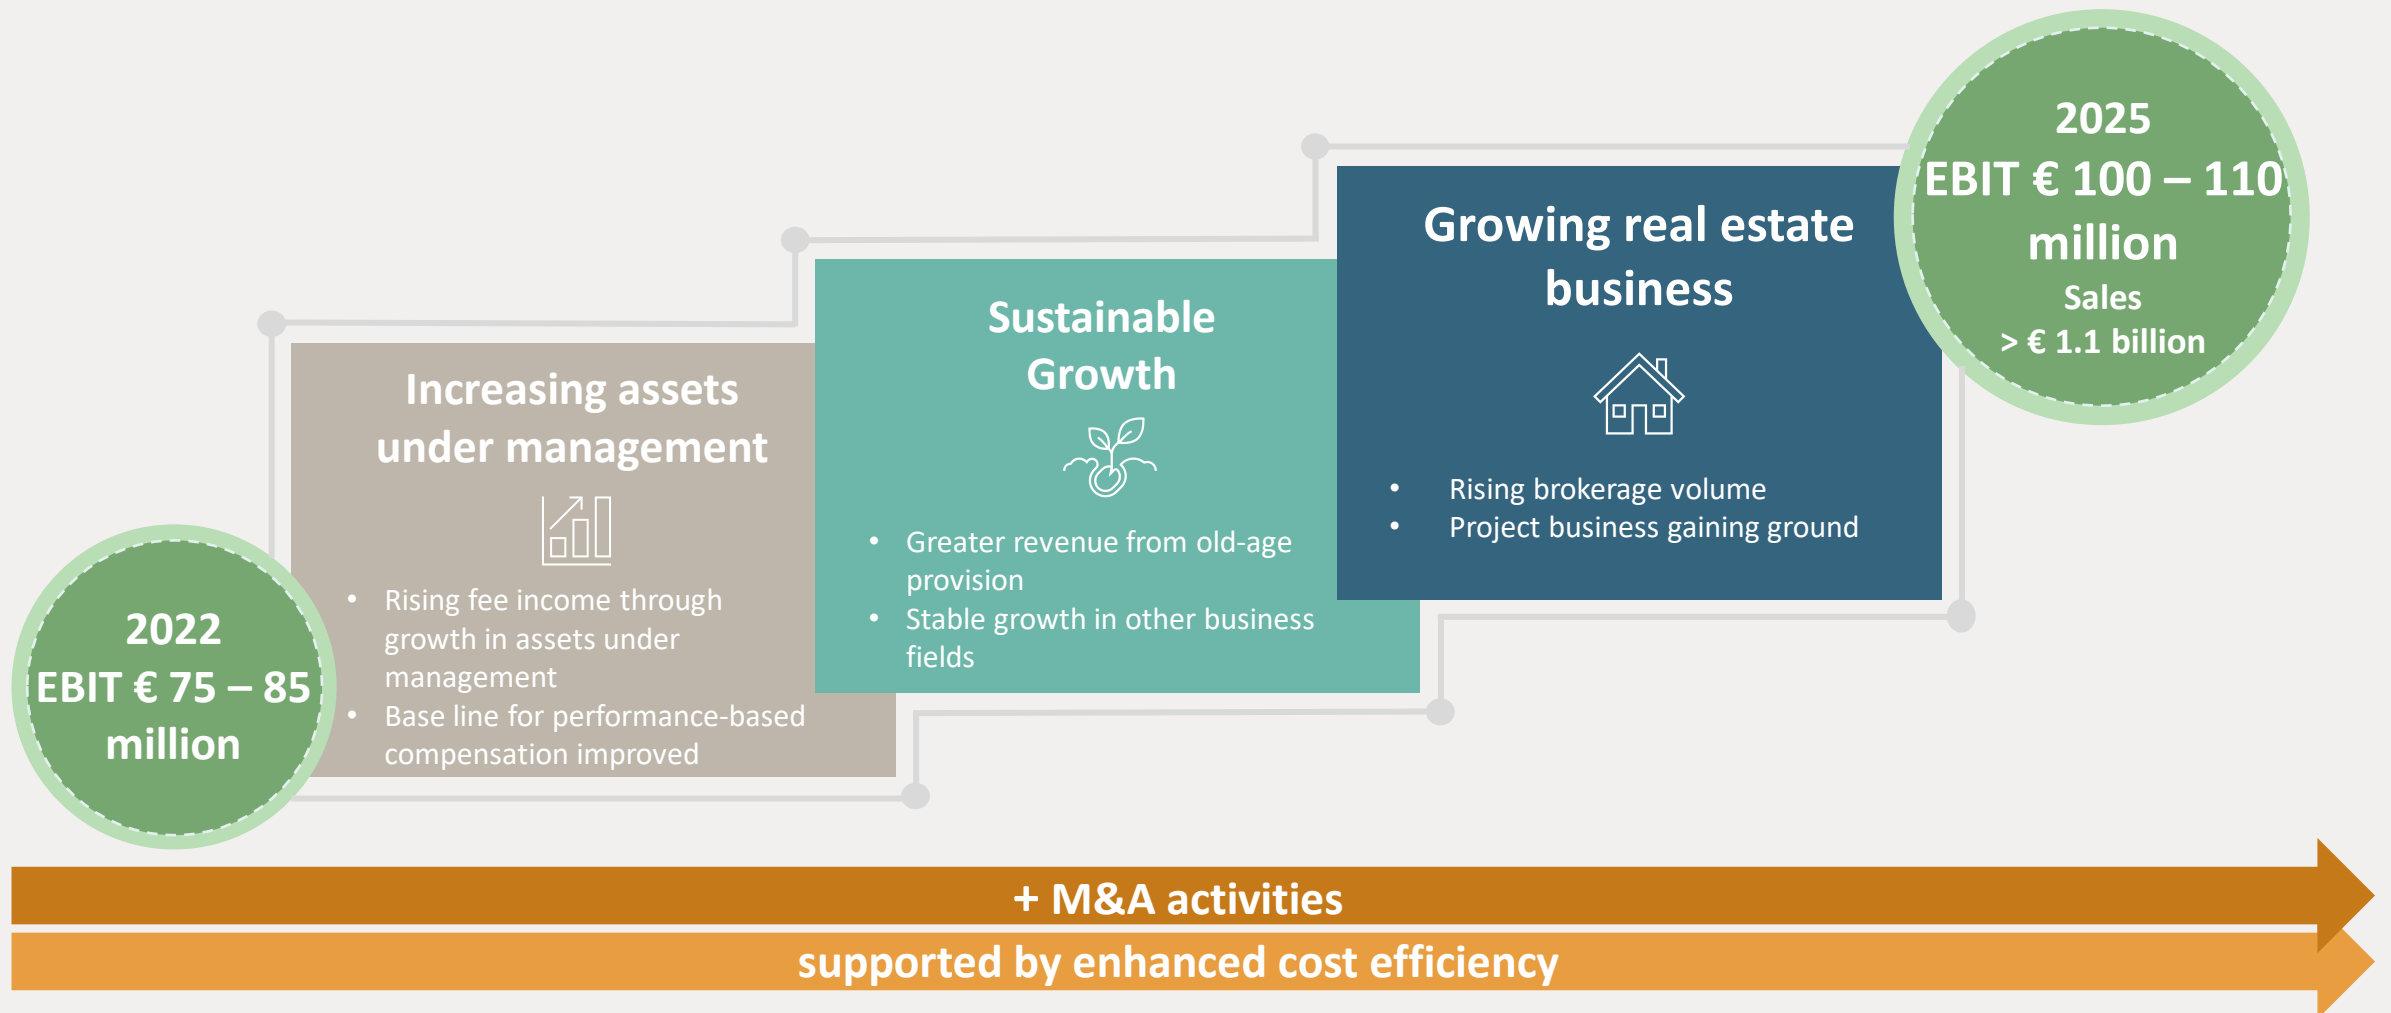 2022
EBIT € 75 – 85
million
Increasing assets
under management
• Rising fee income through
growth in assets under
management
• Base line for performance-based
compensation improved
Sustainable
Growth
• Greater revenue from old-age
provision
• Stable growth in other business
fields
Growing real estate
business
• Rising brokerage volume
• Project business gaining ground
2025
EBIT € 100 – 110
million
Sales
> € 1.1 billion
+ M&A activities
supported by enhanced cost efficiency